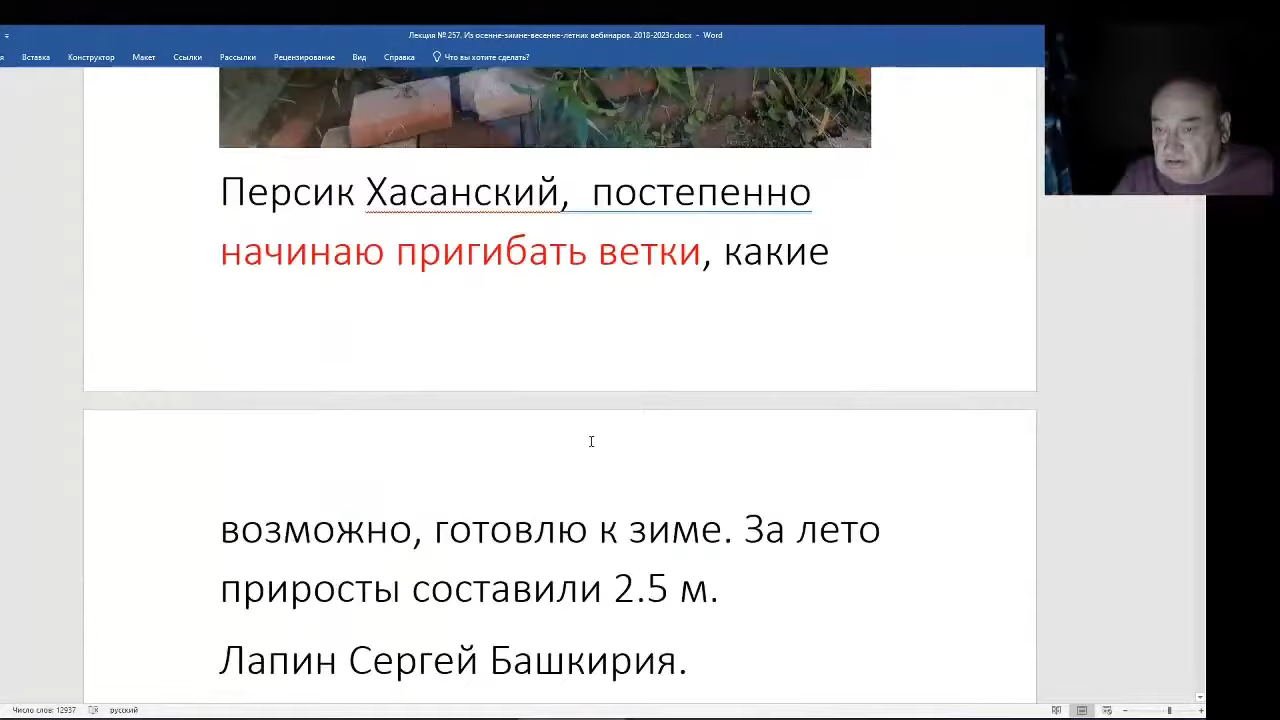 Лекция № 257. Из осенне-зимне-весенне-летних вебинаров. 2018-2023г.docx - Word
я Вставка Конструктор Макет Ссылки Рассылки Рецензирование Вид Справка Что вы хотите сделать?
Персик Хасанский, постепенно
начинаю пригибать ветки, какие
возможно, готовлю к зиме. За лето
приросты составили 2.5 м.
Лапин Сергей Башкирия.
Число слов: 12937 русский